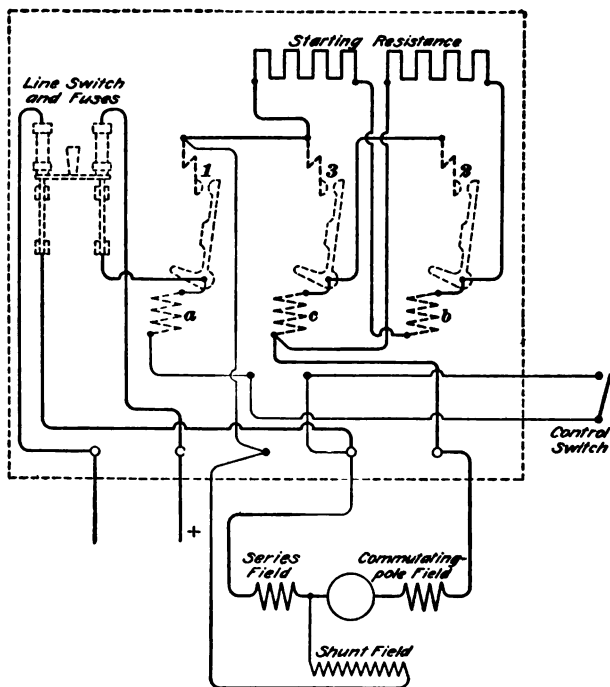 Starting Resistance
Line Switch
and Fuses
1
3
2
a
c
b
Control
Switch
+
Series
Field
Commutating-
pole Field
Shunt Field